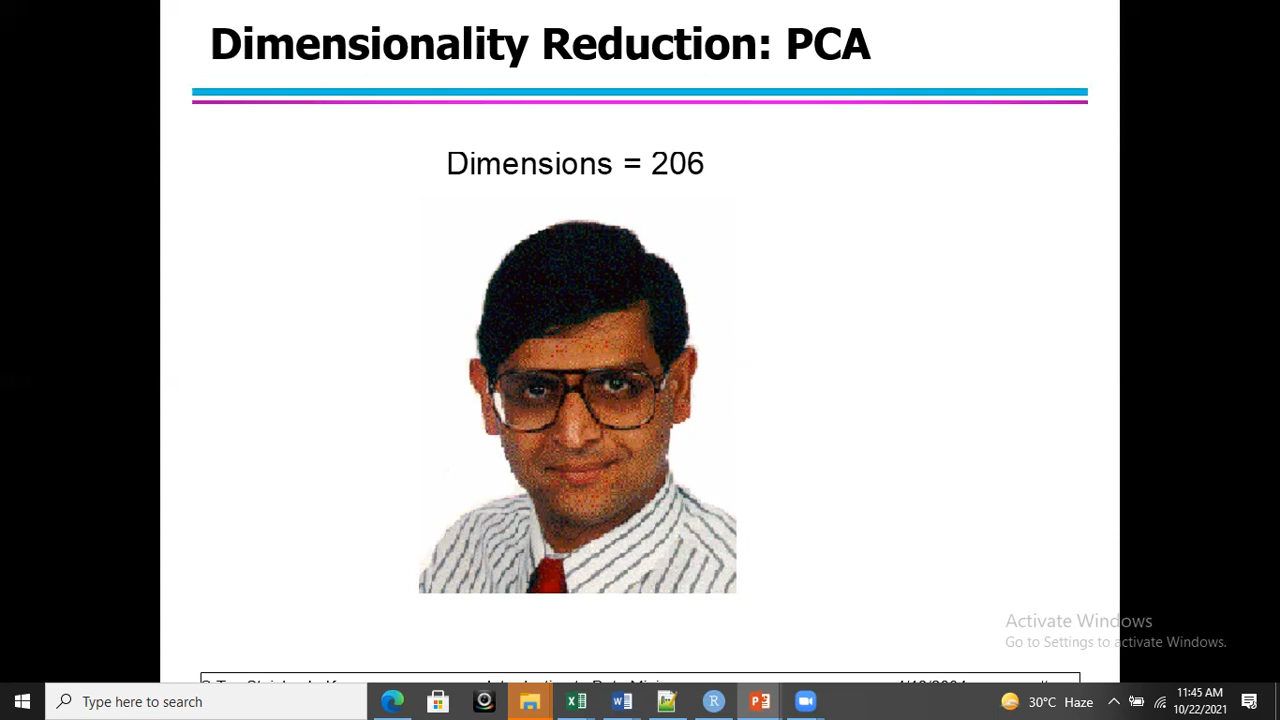 Dimensionality Reduction: PCA
Dimensions = 206
Activate Windows
Go to Settings to activate Windows.
Type here to search
30°C Haze
11:45 AM
10/22/2021